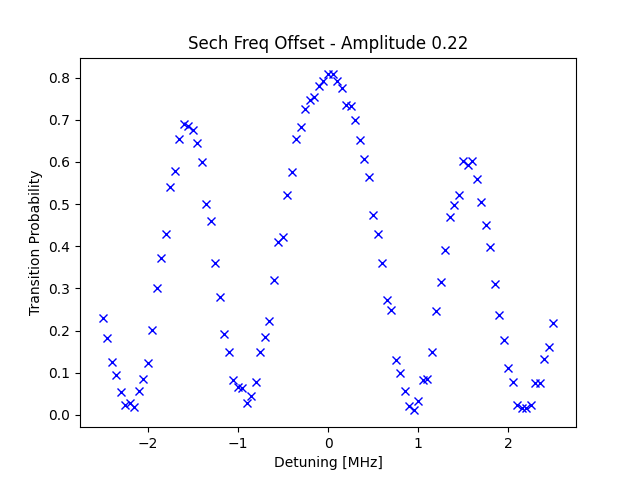 Sech Freq Offset - Amplitude 0.22
Transition Probability
0.8
0.7
0.6
0.5
0.4
0.3
0.2
0.1
0.0
−2 −1 0 1 2
Detuning [MHz]